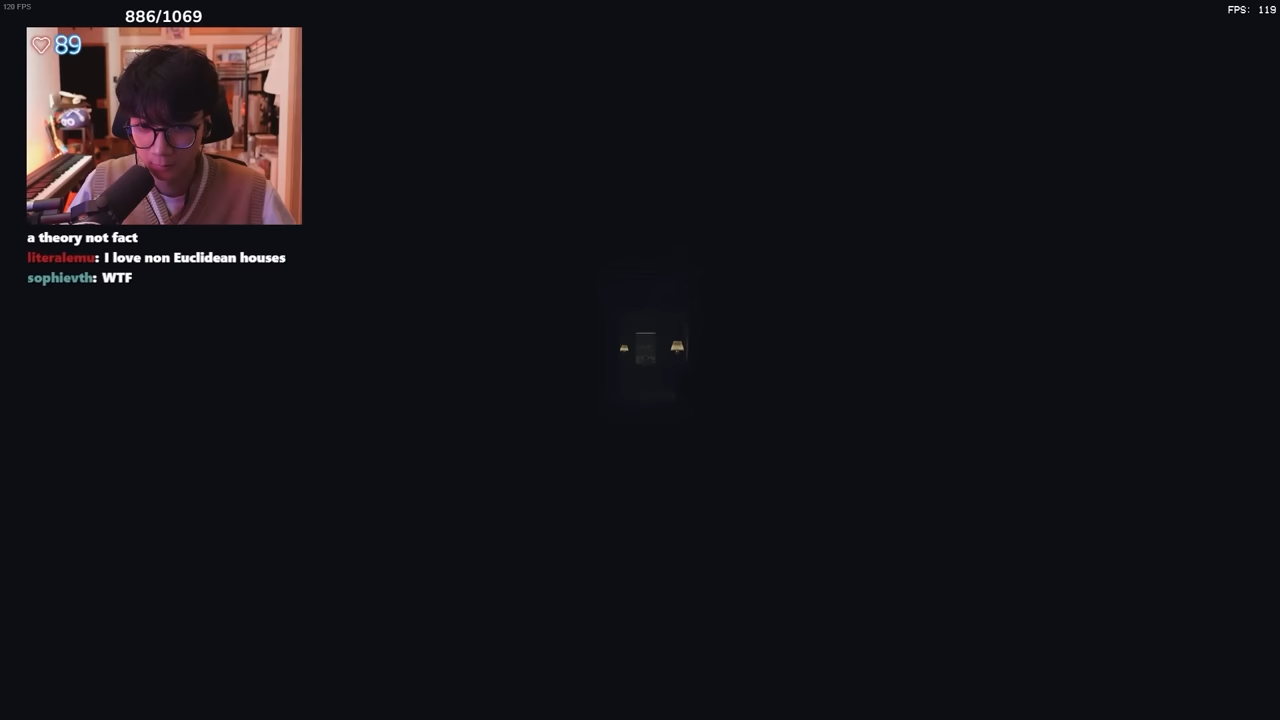 120 FPS
886/1069
FPS: 119
89
a theory not fact
literalemu: I love non Euclidean houses
sophievth: WTF